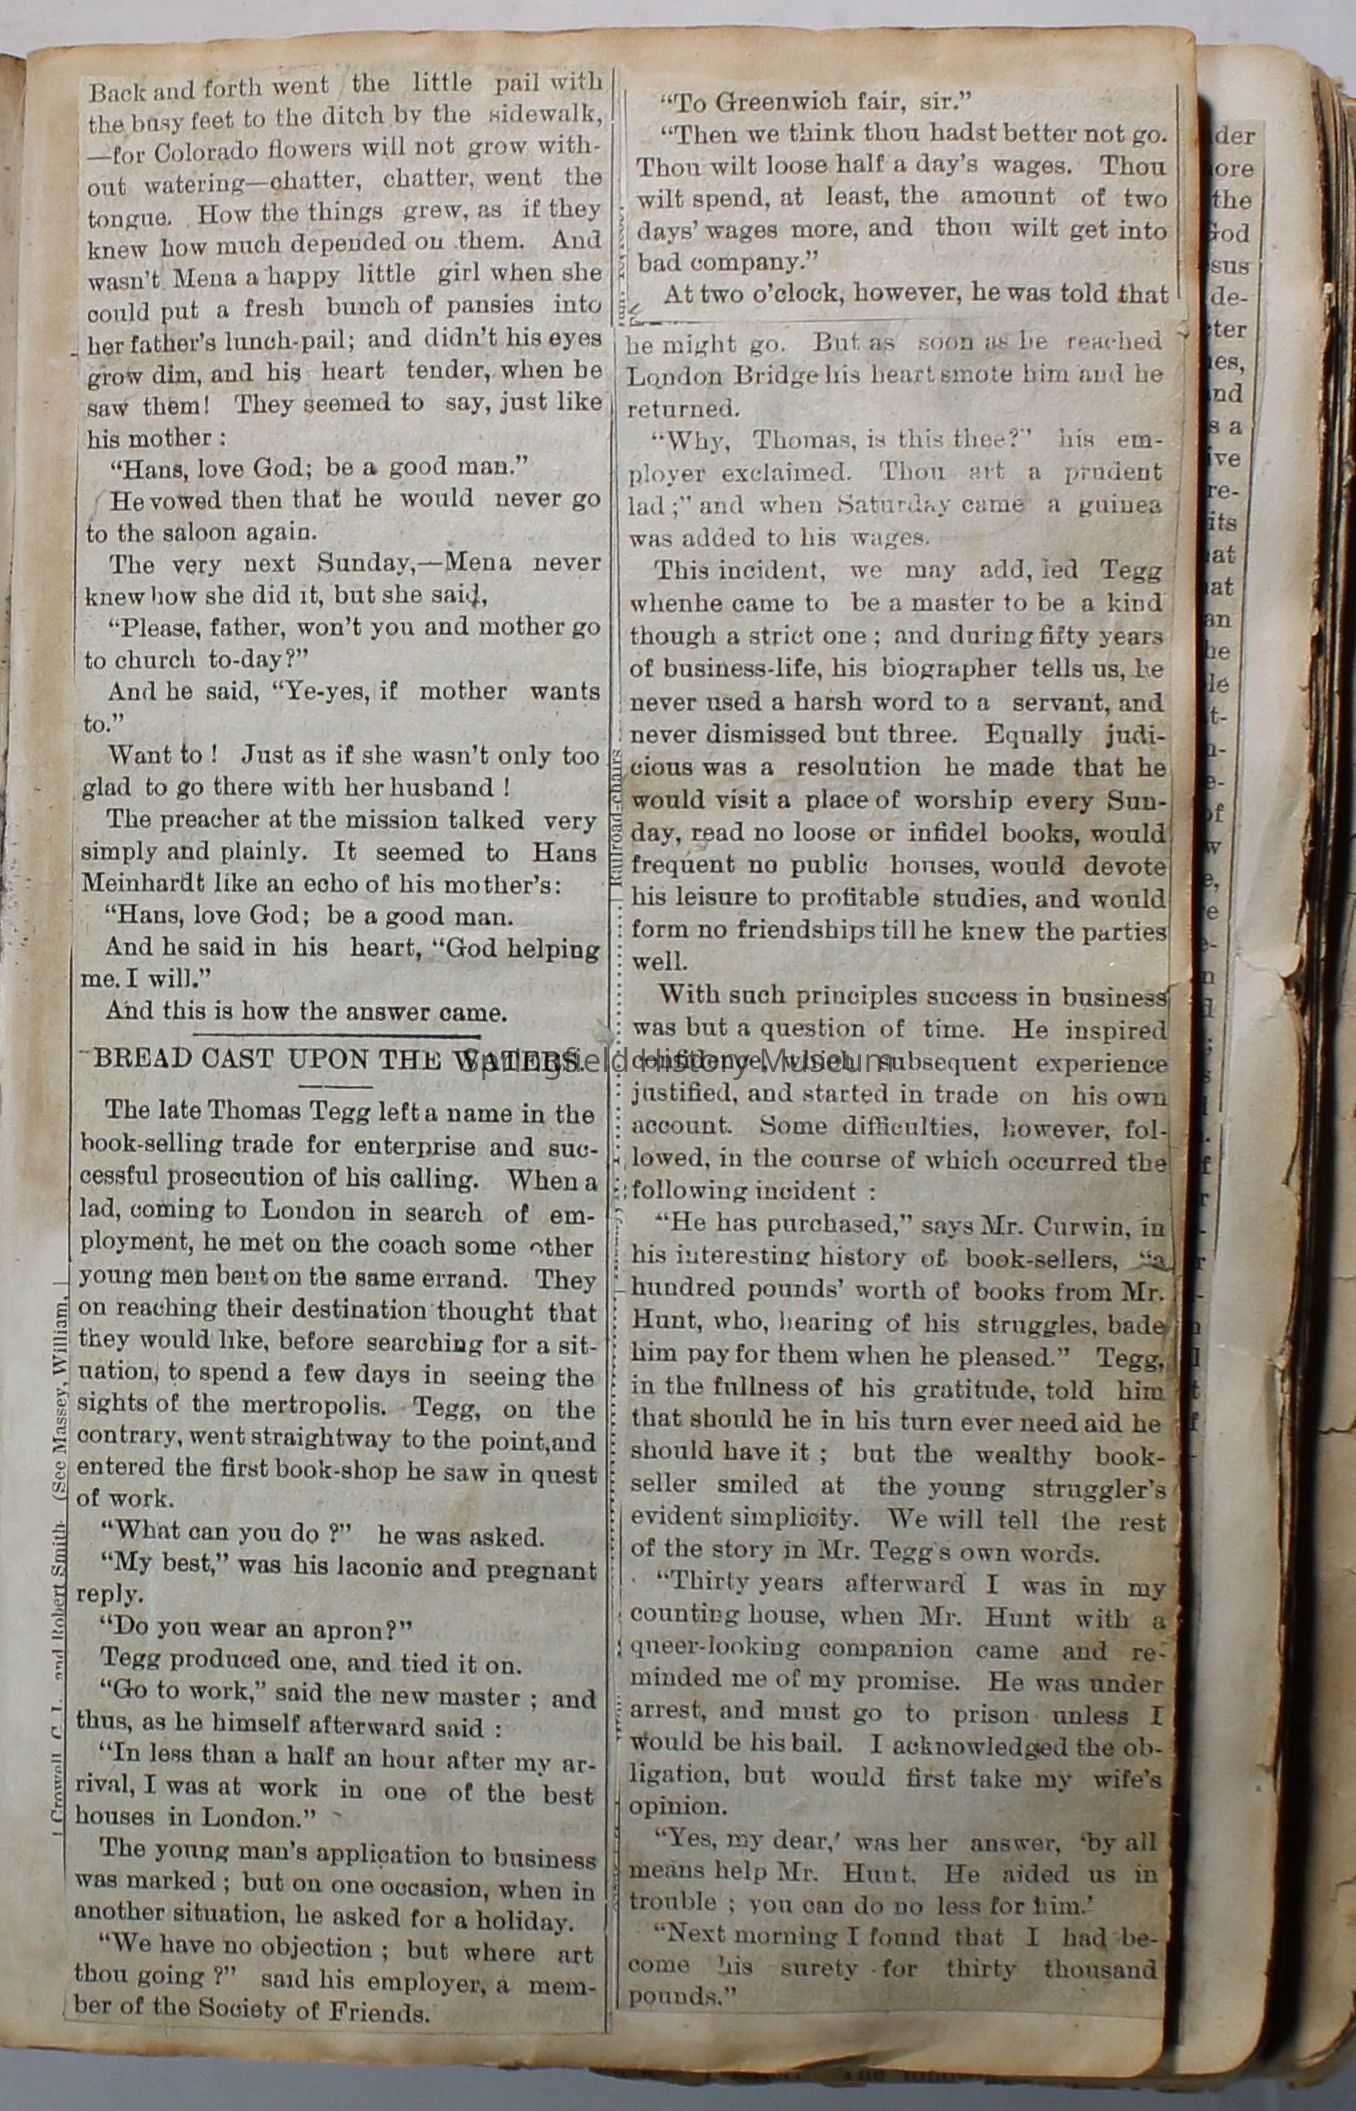 Back and forth went the little pail with
the busy feet to the ditch by the sidewalk,
—for Colorado flowers will not grow with-
out watering—chatter, chatter, went the
tongue. How the things grew, as if they
knew how much depended on them. And
wasn't Mena a happy little girl when she
could put a fresh bunch of pansies into
her father's lunch-pail; and didn't his eyes
grow dim, and his heart tender, when he
saw them! They seemed to say, just like
his mother :
"Hans, love God; be a good man."
He vowed then that he would never go
to the saloon again.
The very next Sunday,—Mena never
knew how she did it, but she said,
"Please, father, won't you and mother go
to church to-day?"
And he said, "Ye-yes, if mother wants
to."
Want to ! Just as if she wasn't only too
glad to go there with her husband !
The preacher at the mission talked very
simply and plainly. It seemed to Hans
Meinhardt like an echo of his mother's:
"Hans, love God; be a good man.
And he said in his heart, "God helping
me. I will."
And this is how the answer came.
BREAD CAST UPON THE WATERS.
The late Thomas Tegg left a name in the
book-selling trade for enterprise and suc-
cessful prosecution of his calling. When a
lad, coming to London in search of em-
ployment, he met on the coach some other
young men bent on the same errand. They
on reaching their destination thought that
they would like, before searching for a sit-
uation, to spend a few days in seeing the
sights of the mertropolis. Tegg, on the
contrary, went straightway to the point,and
entered the first book-shop he saw in quest
of work.
"What can you do ?" he was asked.
"My best," was his laconic and pregnant
reply.
"Do you wear an apron?"
Tegg produced one, and tied it on.
"Go to work," said the new master ; and
thus, as he himself afterward said :
"In less than a half an hour after my ar-
rival, I was at work in one of the best
houses in London."
The young man's application to business
was marked ; but on one occasion, when in
another situation, he asked for a holiday.
"We have no objection ; but where art
thou going ?" said his employer, a mem-
ber of the Society of Friends.
"To Greenwich fair, sir."
"Then we think thou hadst better not go.
Thou wilt loose half a day's wages. Thou
wilt spend, at least, the amount of two
days' wages more, and thou wilt get into
bad company."
At two o'clock, however, he was told that
he might go. But as soon as he reached
London Bridge his heart smote him and he
returned.
"Why, Thomas, is this thee?" his em-
ployer exclaimed. Thou art a prudent
lad ;" and when Saturday came a guinea
was added to his wages.
This incident, we may add, led Tegg
whenhe came to be a master to be a kind
though a strict one ; and during fifty years
of business-life, his biographer tells us, he
never used a harsh word to a servant, and
never dismissed but three. Equally judi-
cious was a resolution he made that he
would visit a place of worship every Sun-
day, read no loose or infidel books, would
frequent no public houses, would devote
his leisure to profitable studies, and would
form no friendships till he knew the parties
well.
With such principles success in business
was but a question of time. He inspired
confidence, which subsequent experience
justified, and started in trade on his own
account. Some difficulties, however, fol-
lowed, in the course of which occurred the
following incident :
"He has purchased," says Mr. Curwin, in
his interesting history of book-sellers, "a
hundred pounds' worth of books from Mr.
Hunt, who, hearing of his struggles, bade
him pay for them when he pleased." Tegg,
in the fullness of his gratitude, told him
that should he in his turn ever need aid he
should have it ; but the wealthy book-
seller smiled at the young struggler's
evident simplicity. We will tell the rest
of the story in Mr. Tegg's own words.
"Thirty years afterward I was in my
counting house, when Mr. Hunt with a
queer-looking companion came and re-
minded me of my promise. He was under
arrest, and must go to prison unless I
would be his bail. I acknowledged the ob-
ligation, but would first take my wife's
opinion.
"Yes, my dear,' was her answer, 'by all
means help Mr. Hunt. He aided us in
trouble ; you can do no less for him.'
"Next morning I found that I had be-
come his surety for thirty thousand
pounds."
Crowell, C. L. and Robert Smith (See Massey, William,
Railroad-chairs
Springfield History Museum
der
ore
the
God
sus
de-
ter